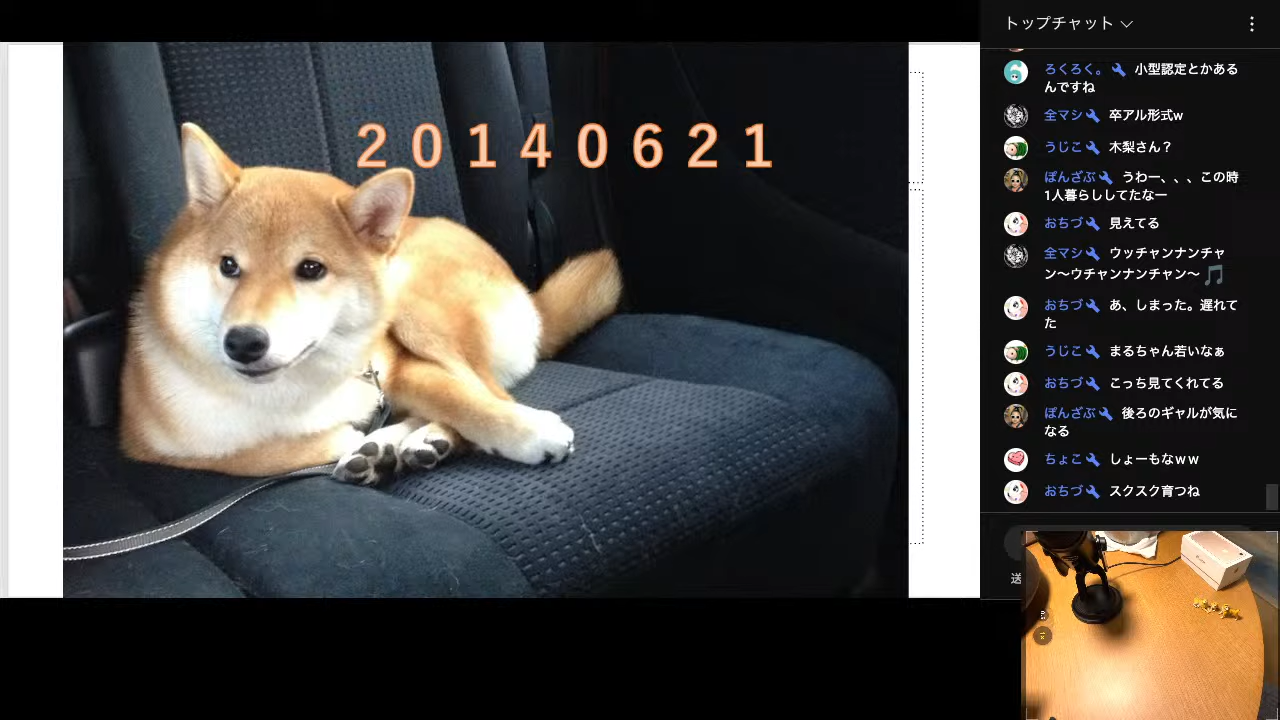 20140621
トップチャット
ろくろく。 小型認定とかある
んですね
全マシ 卒アル形式w
うじこ 木梨さん？
ぽんざぶ うわー、、、この時
1人暮らししてたなー
おちづ 見えてる
全マシ ウッチャンナンチャ
ン〜ウチャンナンチャン〜
おちづ あ、しまった。遅れて
た
うじこ まるちゃん若いなぁ
おちづ こっち見てくれてる
ぽんざぶ 後ろのギャルが気に
なる
ちょこ しょーもなｗｗ
おちづ スクスク育つね
送